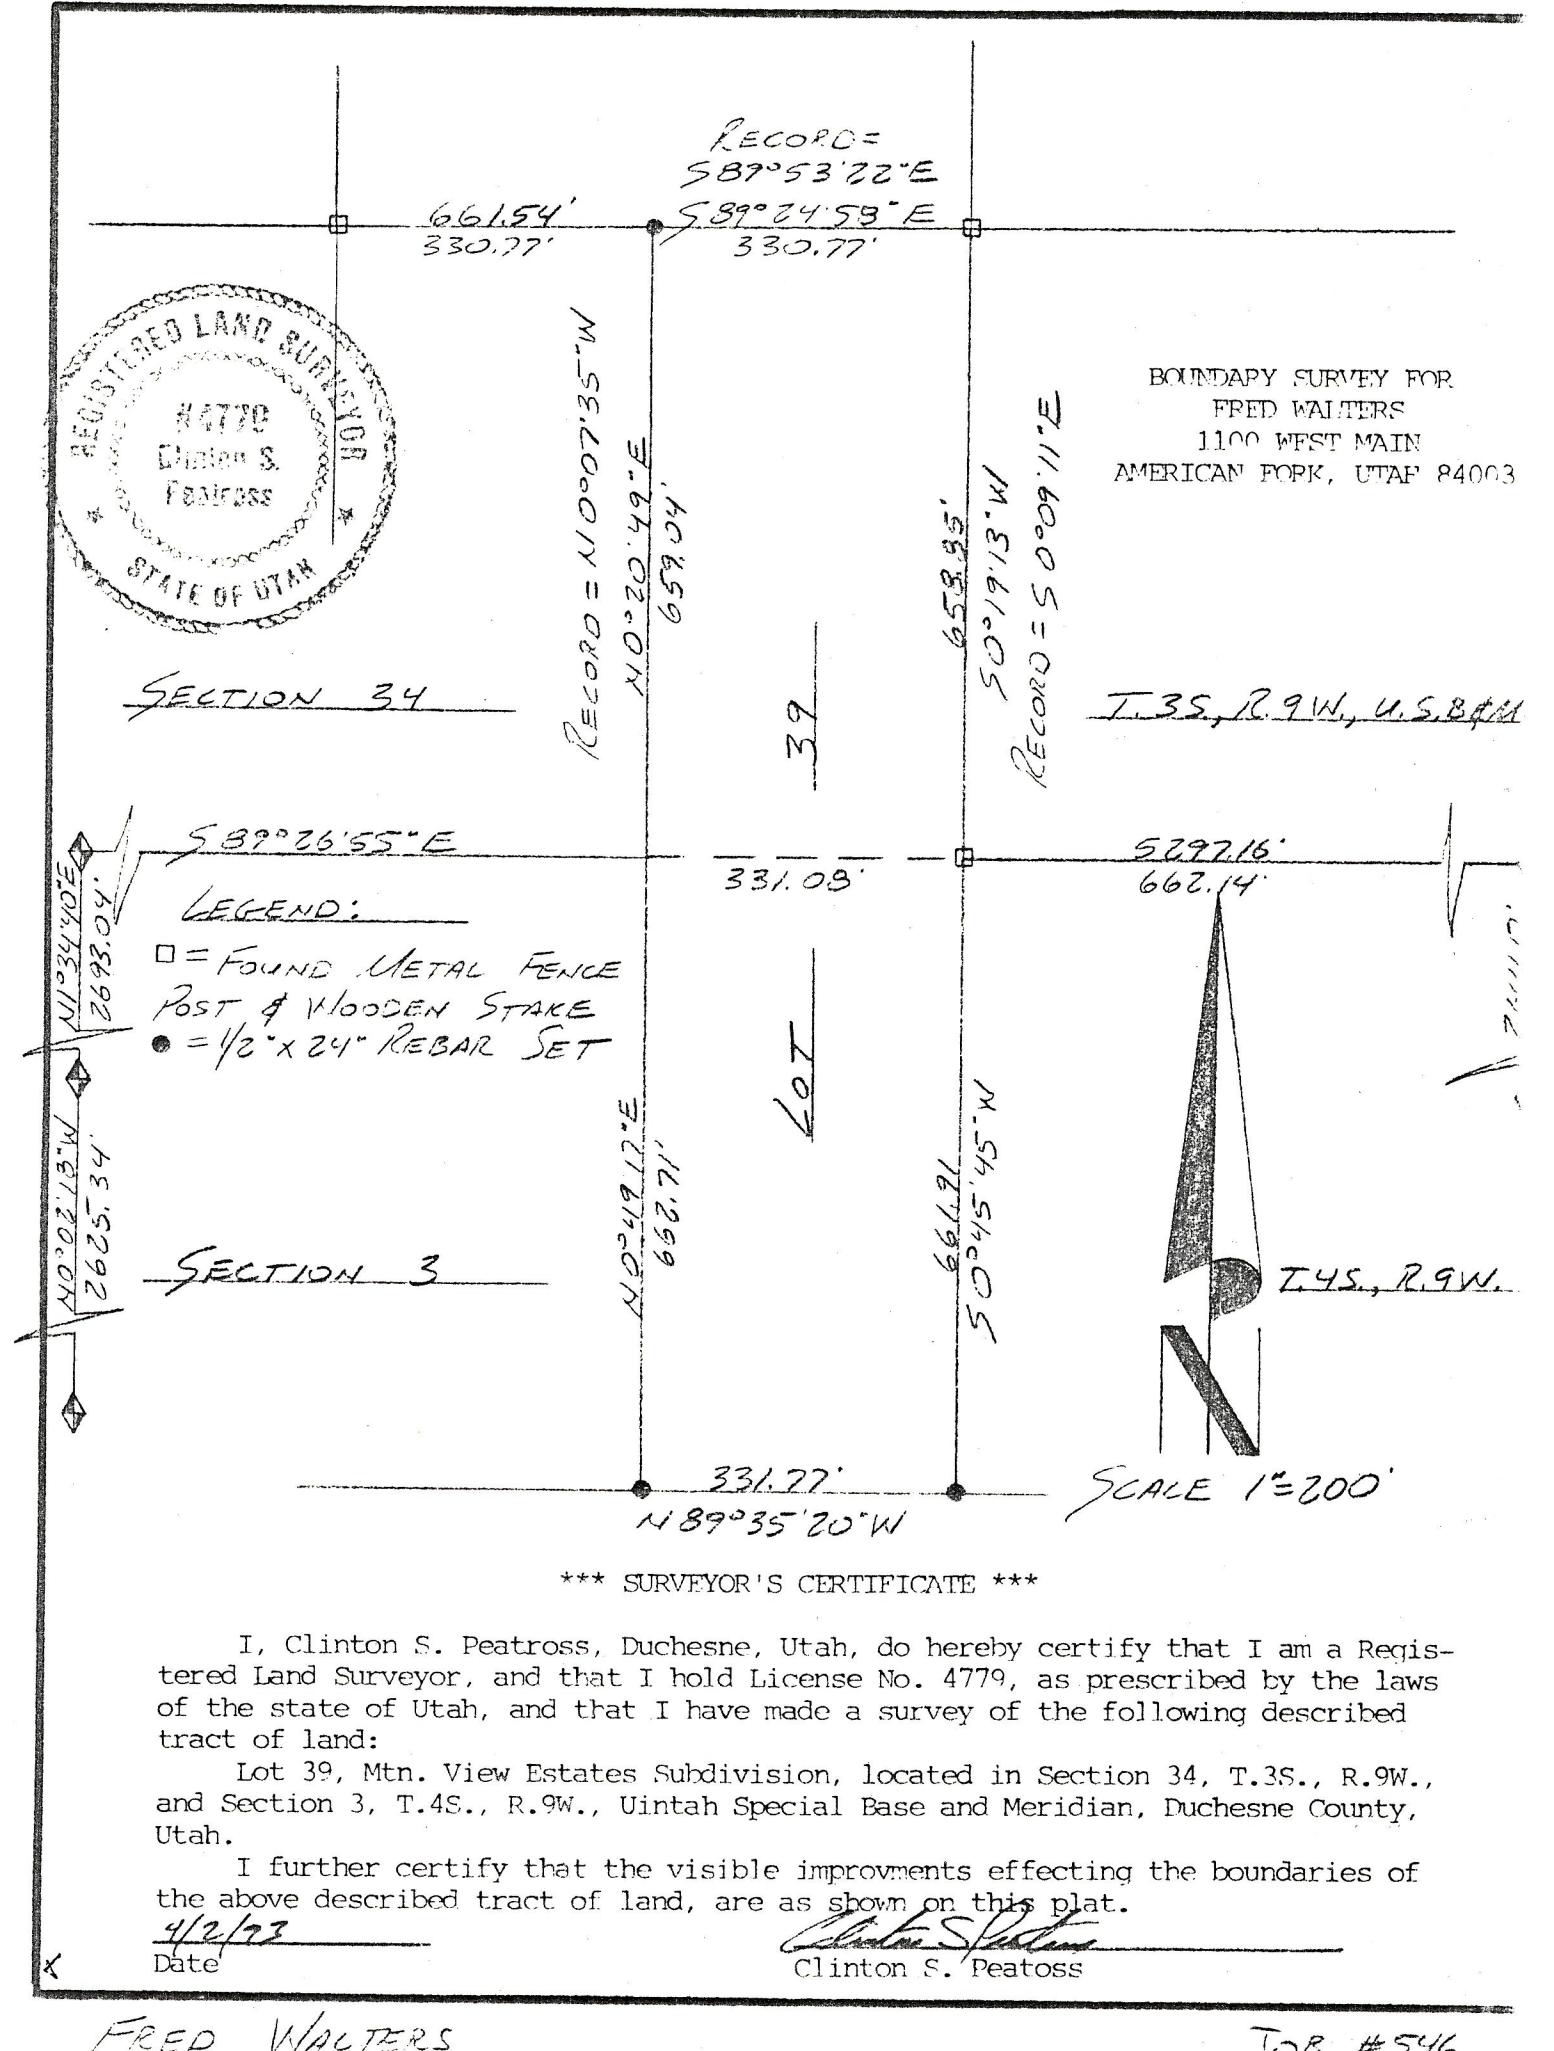 RECORD=
S89°53'22"E
661.54'
S89°24'58"E
330.77'
330.77'
REGISTERED LAND SURVEYOR
#4779
Clinton S.
Peatross
STATE OF UTAH
RECORD = N0°07'35"W
N0°20'49"E
659.04'
658.95'
S0°19'13"W
RECORD = S0°09'11"E
BOUNDARY SURVEY FOR
FRED WALTERS
1100 WEST MAIN
AMERICAN FORK, UTAH 84003
SECTION 34
LOT 39
T.3S., R.9W., U.S.B&M
S89°26'55"E
331.08'
5297.16'
662.14'
N1°34'40"E
2693.04'
LEGEND:
□ = FOUND METAL FENCE
POST & WOODEN STAKE
● = 1/2" X 24" REBAR SET
N0°20'18"W
2625.34'
N0°49'17"E
662.71'
661.91
S0°45'45"W
SECTION 3
T.4S., R.9W.
N
331.77'
N89°35'20"W
SCALE 1"=200'
*** SURVEYOR'S CERTIFICATE ***
I, Clinton S. Peatross, Duchesne, Utah, do hereby certify that I am a Regis-
tered Land Surveyor, and that I hold License No. 4779, as prescribed by the laws
of the state of Utah, and that I have made a survey of the following described
tract of land:
Lot 39, Mtn. View Estates Subdivision, located in Section 34, T.3S., R.9W.,
and Section 3, T.4S., R.9W., Uintah Special Base and Meridian, Duchesne County,
Utah.
I further certify that the visible improvments effecting the boundaries of
the above described tract of land, are as shown on this plat.
4/2/93
Clinton S Peatross
Date
Clinton S. Peatoss
X
FRED WALTERS
JOB #546